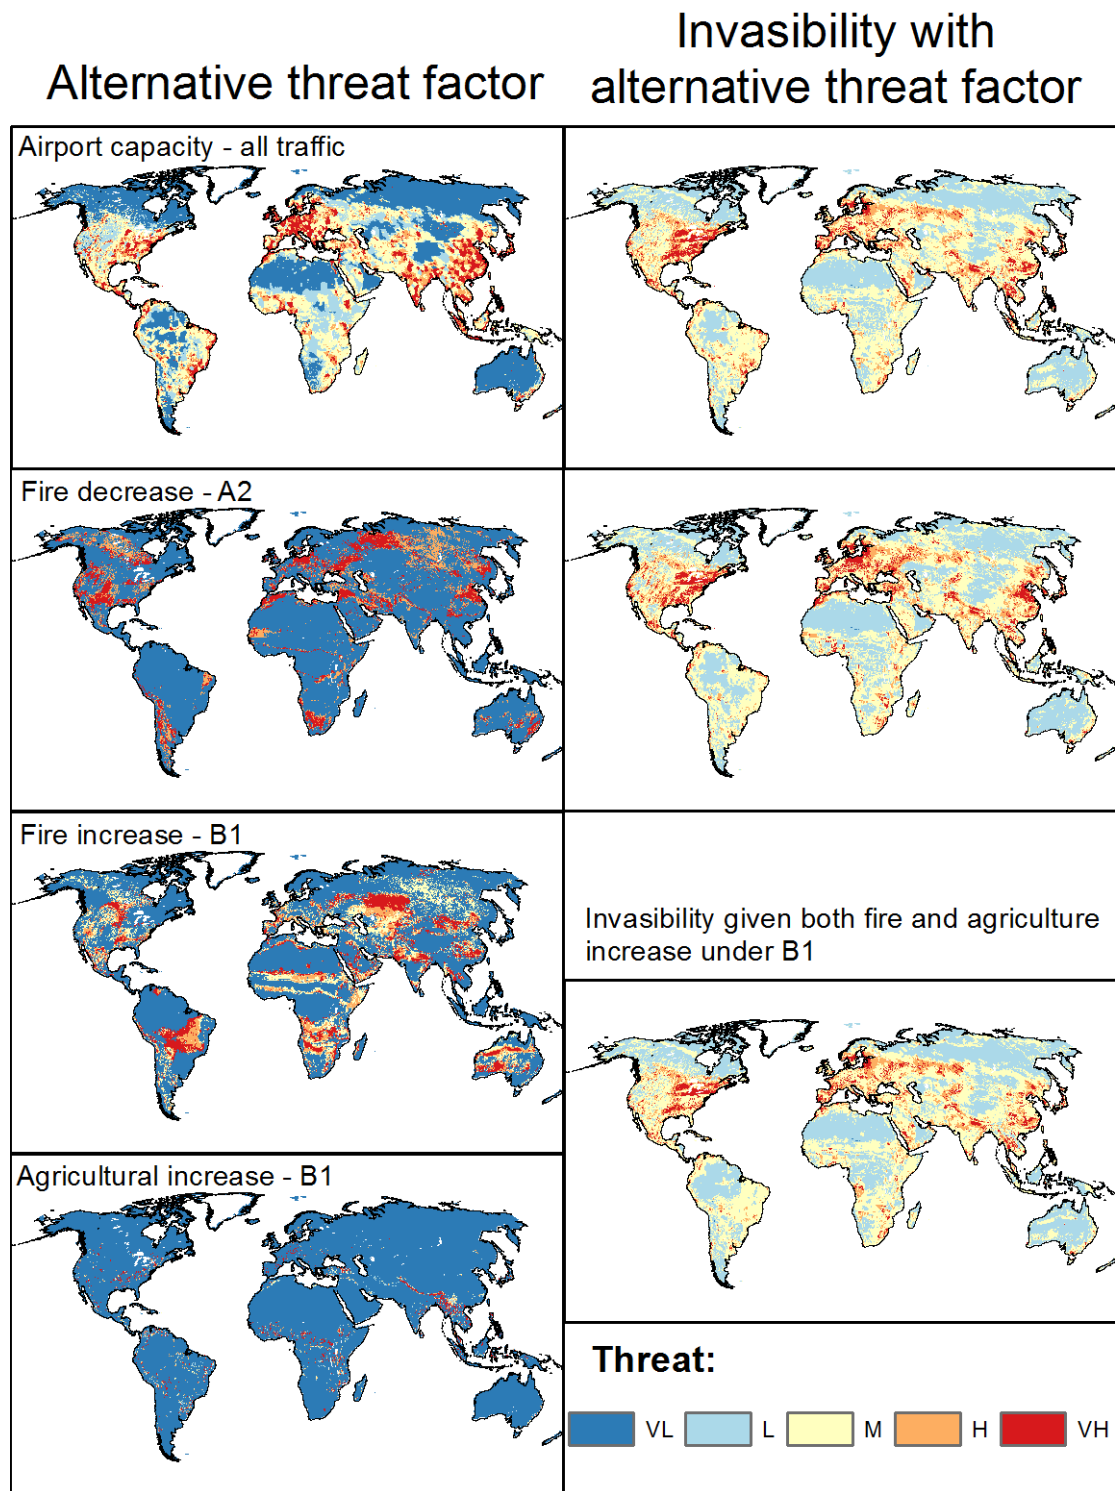 Alternative threat factor
Invasibility with
alternative threat factor
Airport capacity - all traffic
Fire decrease - A2
Fire increase - B1
Invasibility given both fire and agriculture
increase under B1
Agricultural increase - B1
Threat:
VL L M H VH